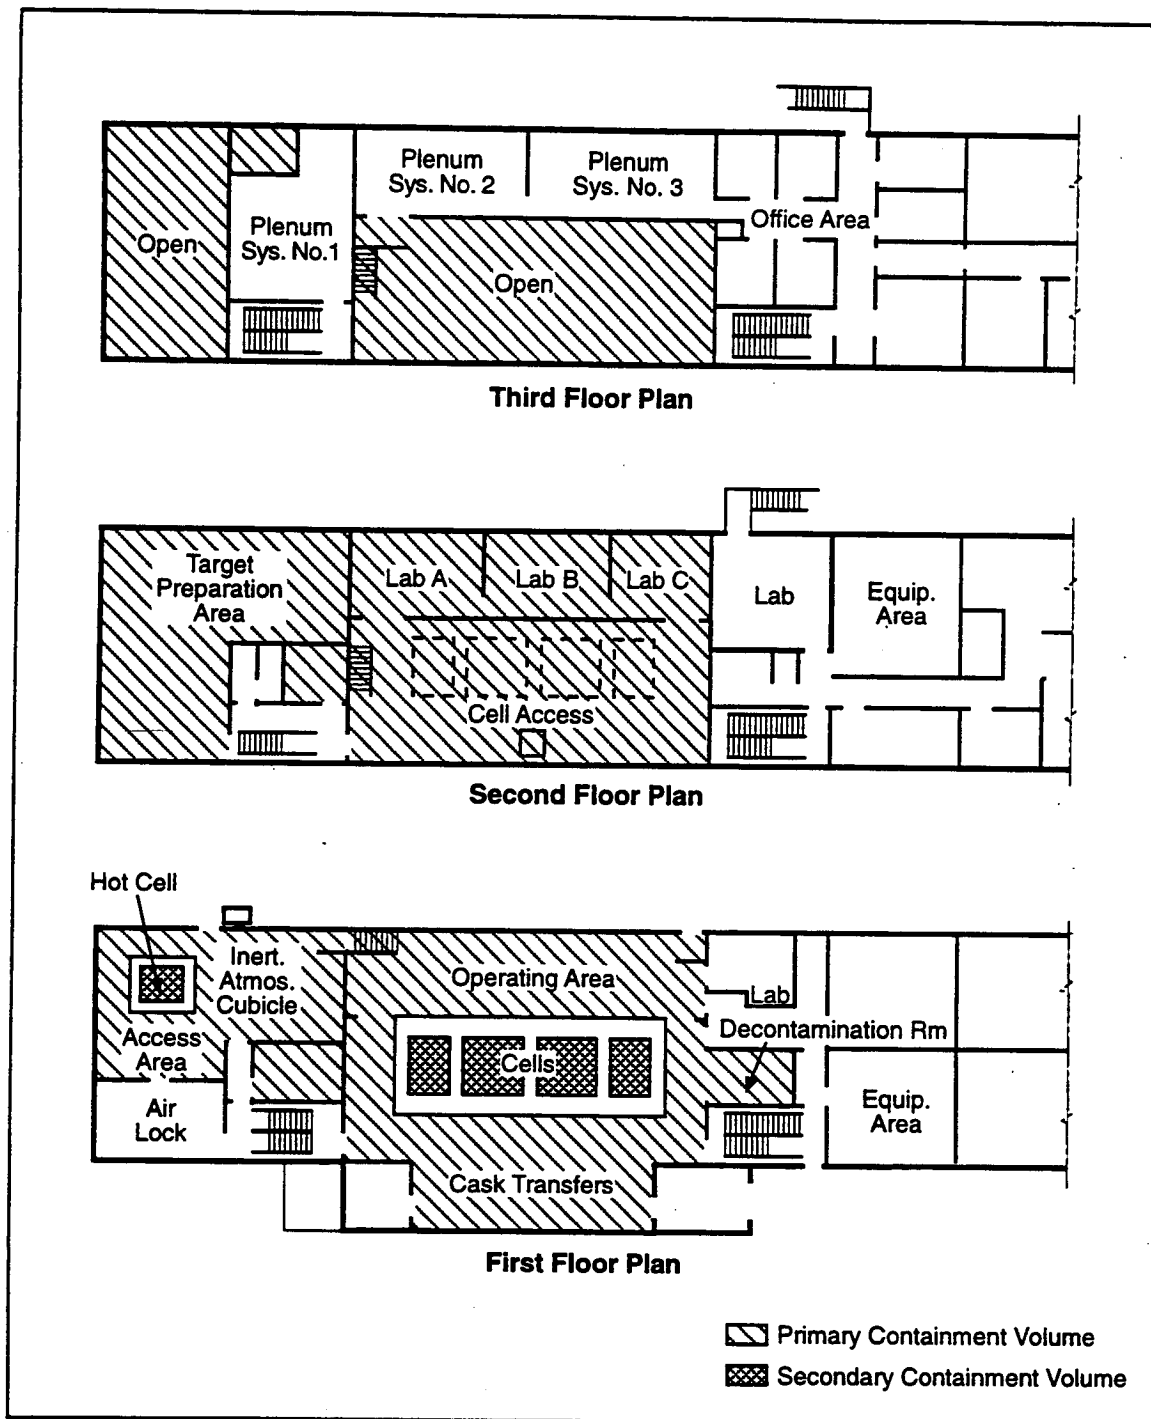 Plenum
Sys. No. 2
Plenum
Sys. No. 3
Open
Plenum
Sys. No.1
Open
Office Area
Third Floor Plan
Target
Preparation
Area
Lab A
Lab B
Lab C
Lab
Equip.
Area
Cell Access
Second Floor Plan
Hot Cell
Inert.
Atmos.
Cubicle
Operating Area
Lab
Decontamination Rm
Access
Area
Cells
Air
Lock
Equip.
Area
Cask Transfers
First Floor Plan
Primary Containment Volume
Secondary Containment Volume